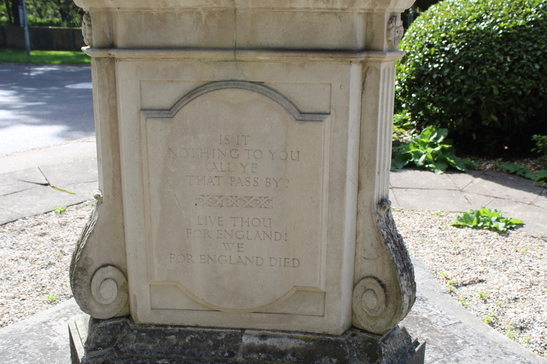 IS IT
NOTHING TO YOU
ALL YE
THAT PASS BY?
LIVE THOU
FOR ENGLAND!
WE
FOR ENGLAND DIED